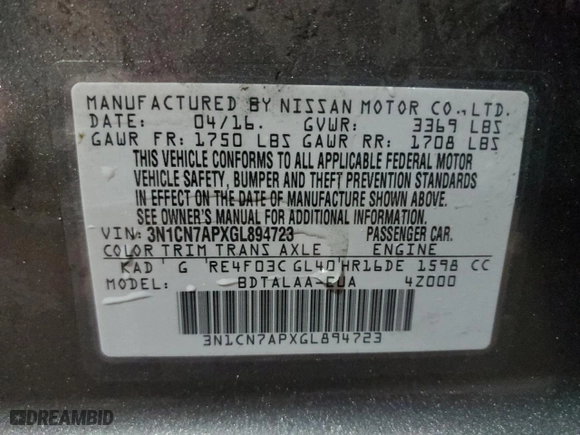 MANUFACTURED BY NISSAN MOTOR CO.,LTD.
DATE: 04/16. GVWR: 3369 LBS
GAWR FR: 1750 LBS GAWR RR: 1708 LBS
THIS VEHICLE CONFORMS TO ALL APPLICABLE FEDERAL MOTOR
VEHICLE SAFETY, BUMPER AND THEFT PREVENTION STANDARDS
IN EFFECT ON THE DATE OF MANUFACTURE SHOWN ABOVE.
SEE OWNER'S MANUAL FOR ADDITIONAL INFORMATION.
VIN: 3N1CN7APXGL894723 PASSENGER CAR.
COLOR TRIM TRANS AXLE ENGINE
KAD G RE4F03C GL40 HR16DE 1598 CC
MODEL: BDTALAA-EUA 4Z000
3N1CN7APXGL894723
DREAMBID